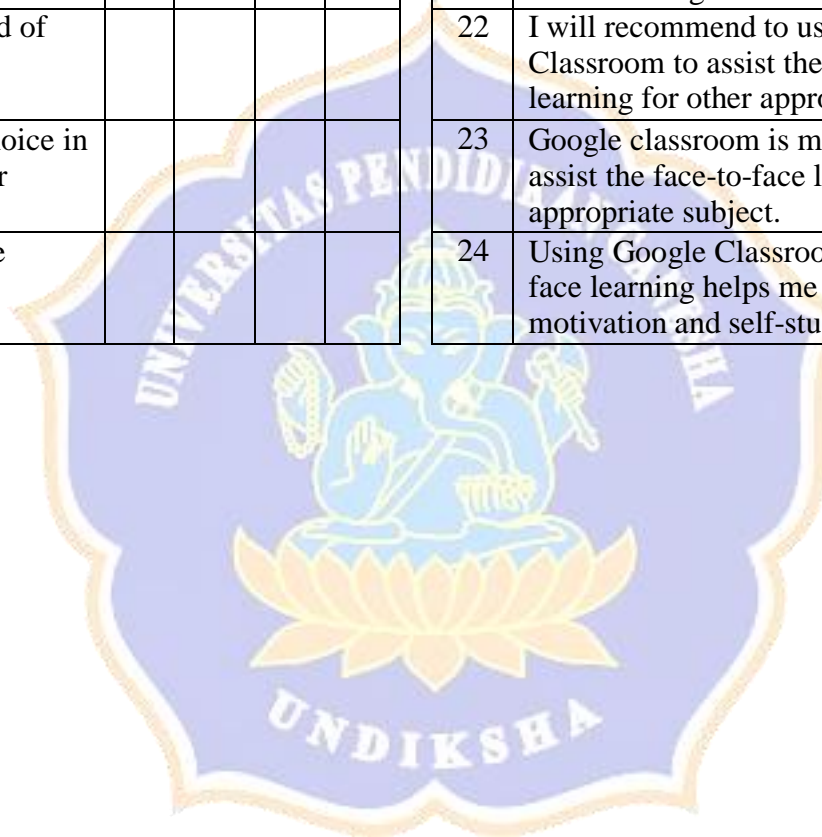 d of
oice in
r
e
22 I will recommend to us
Classroom to assist the
learning for other appro
23 Google classroom is m
assist the face-to-face l
appropriate subject.
24 Using Google Classroo
face learning helps me
motivation and self-stu
UNIVERSITAS PENDIDIKAN GANESHA
UNDIKSHA